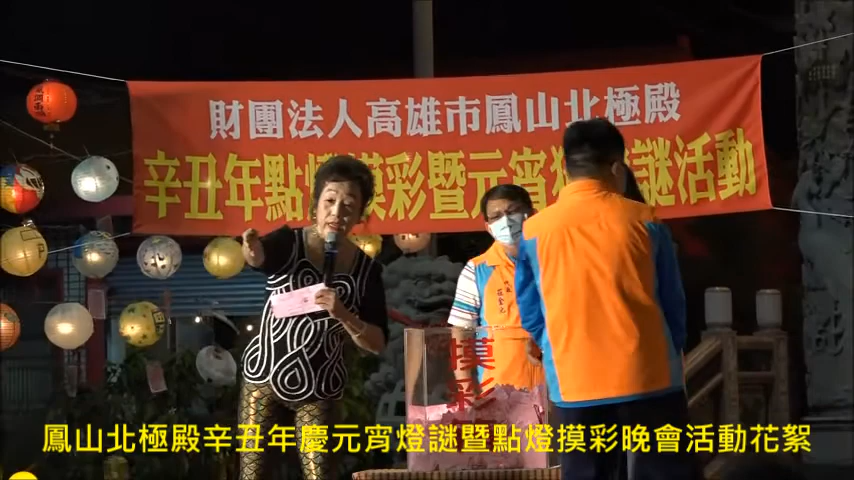 財團法人高雄市鳳山北極殿
辛丑年點燈摸彩暨元宵猜謎活動
摸彩
鳳山北極殿辛丑年慶元宵燈謎暨點燈摸彩晚會活動花絮